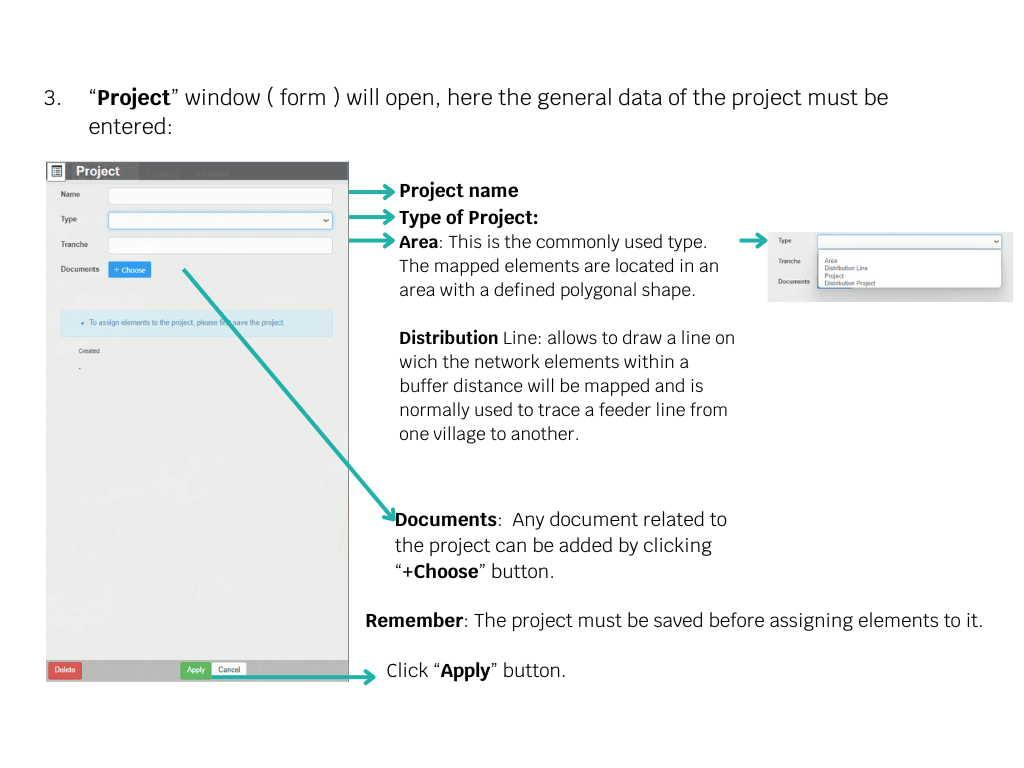 3. “Project” window ( form ) will open, here the general data of the project must be
entered:
Project
Name
Type
Tranche
Documents
+ Choose
• To assign elements to the project, please first save the project.
Created
-
Delete
Apply
Cancel
Project name
Type of Project:
Area: This is the commonly used type.
The mapped elements are located in an
area with a defined polygonal shape.
Distribution Line: allows to draw a line on
wich the network elements within a
buffer distance will be mapped and is
normally used to trace a feeder line from
one village to another.
Type
Tranche
Documents
Area
Distribution Line
Project
Distribution Project
Documents: Any document related to
the project can be added by clicking
“+Choose” button.
Remember: The project must be saved before assigning elements to it.
Click “Apply” button.